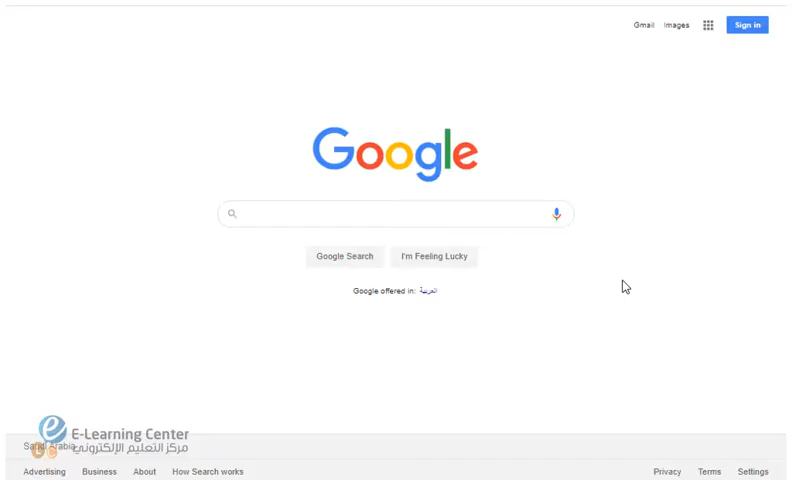 Gmail Images Sign in
Google
Google Search I'm Feeling Lucky
Google offered in: العربية
E-Learning Center
Saudi Arabia
مركز التعليم الإلكتروني
Advertising Business About How Search works Privacy Terms Settings